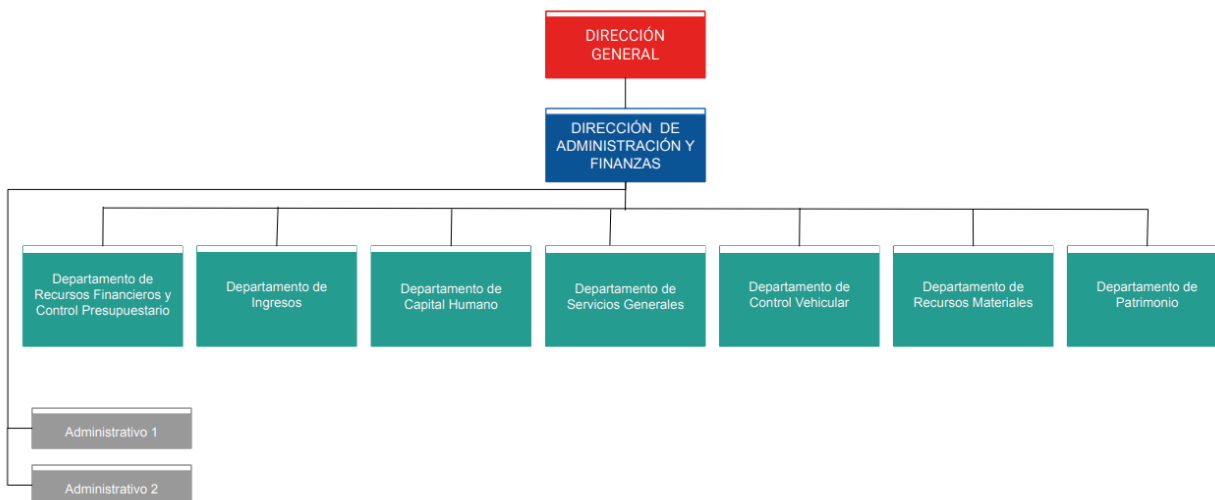 DIRECCIÓN
GENERAL
DIRECCIÓN DE
ADMINISTRACIÓN Y
FINANZAS
Departamento de
Recursos Financieros y
Control Presupuestario
Departamento de
Ingresos
Departamento de
Capital Humano
Departamento de
Servicios Generales
Departamento de
Control Vehicular
Departamento de
Recursos Materiales
Departamento de
Patrimonio
Administrativo 1
Administrativo 2